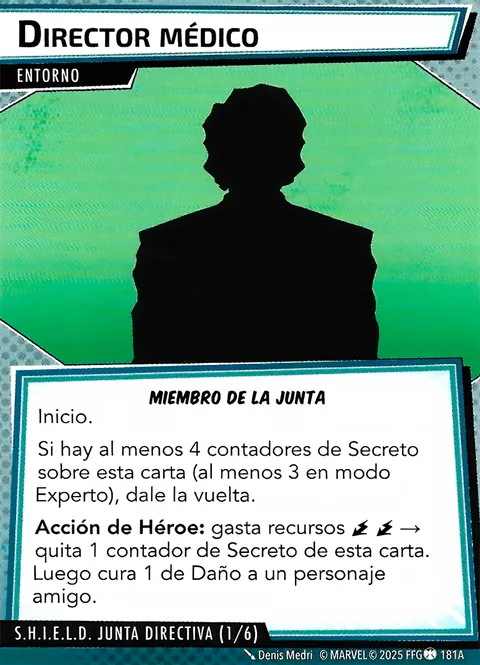 Director médico
ENTORNO
MIEMBRO DE LA JUNTA
Inicio.
Si hay al menos 4 contadores de Secreto
sobre esta carta (al menos 3 en modo
Experto), dale la vuelta.
Acción de Héroe: gasta recursos →
quita 1 contador de Secreto de esta carta.
Luego cura 1 de Daño a un personaje
amigo.
S.H.I.E.L.D. JUNTA DIRECTIVA (1/6)
Denis Medri © MARVEL © 2025 FFG 181A